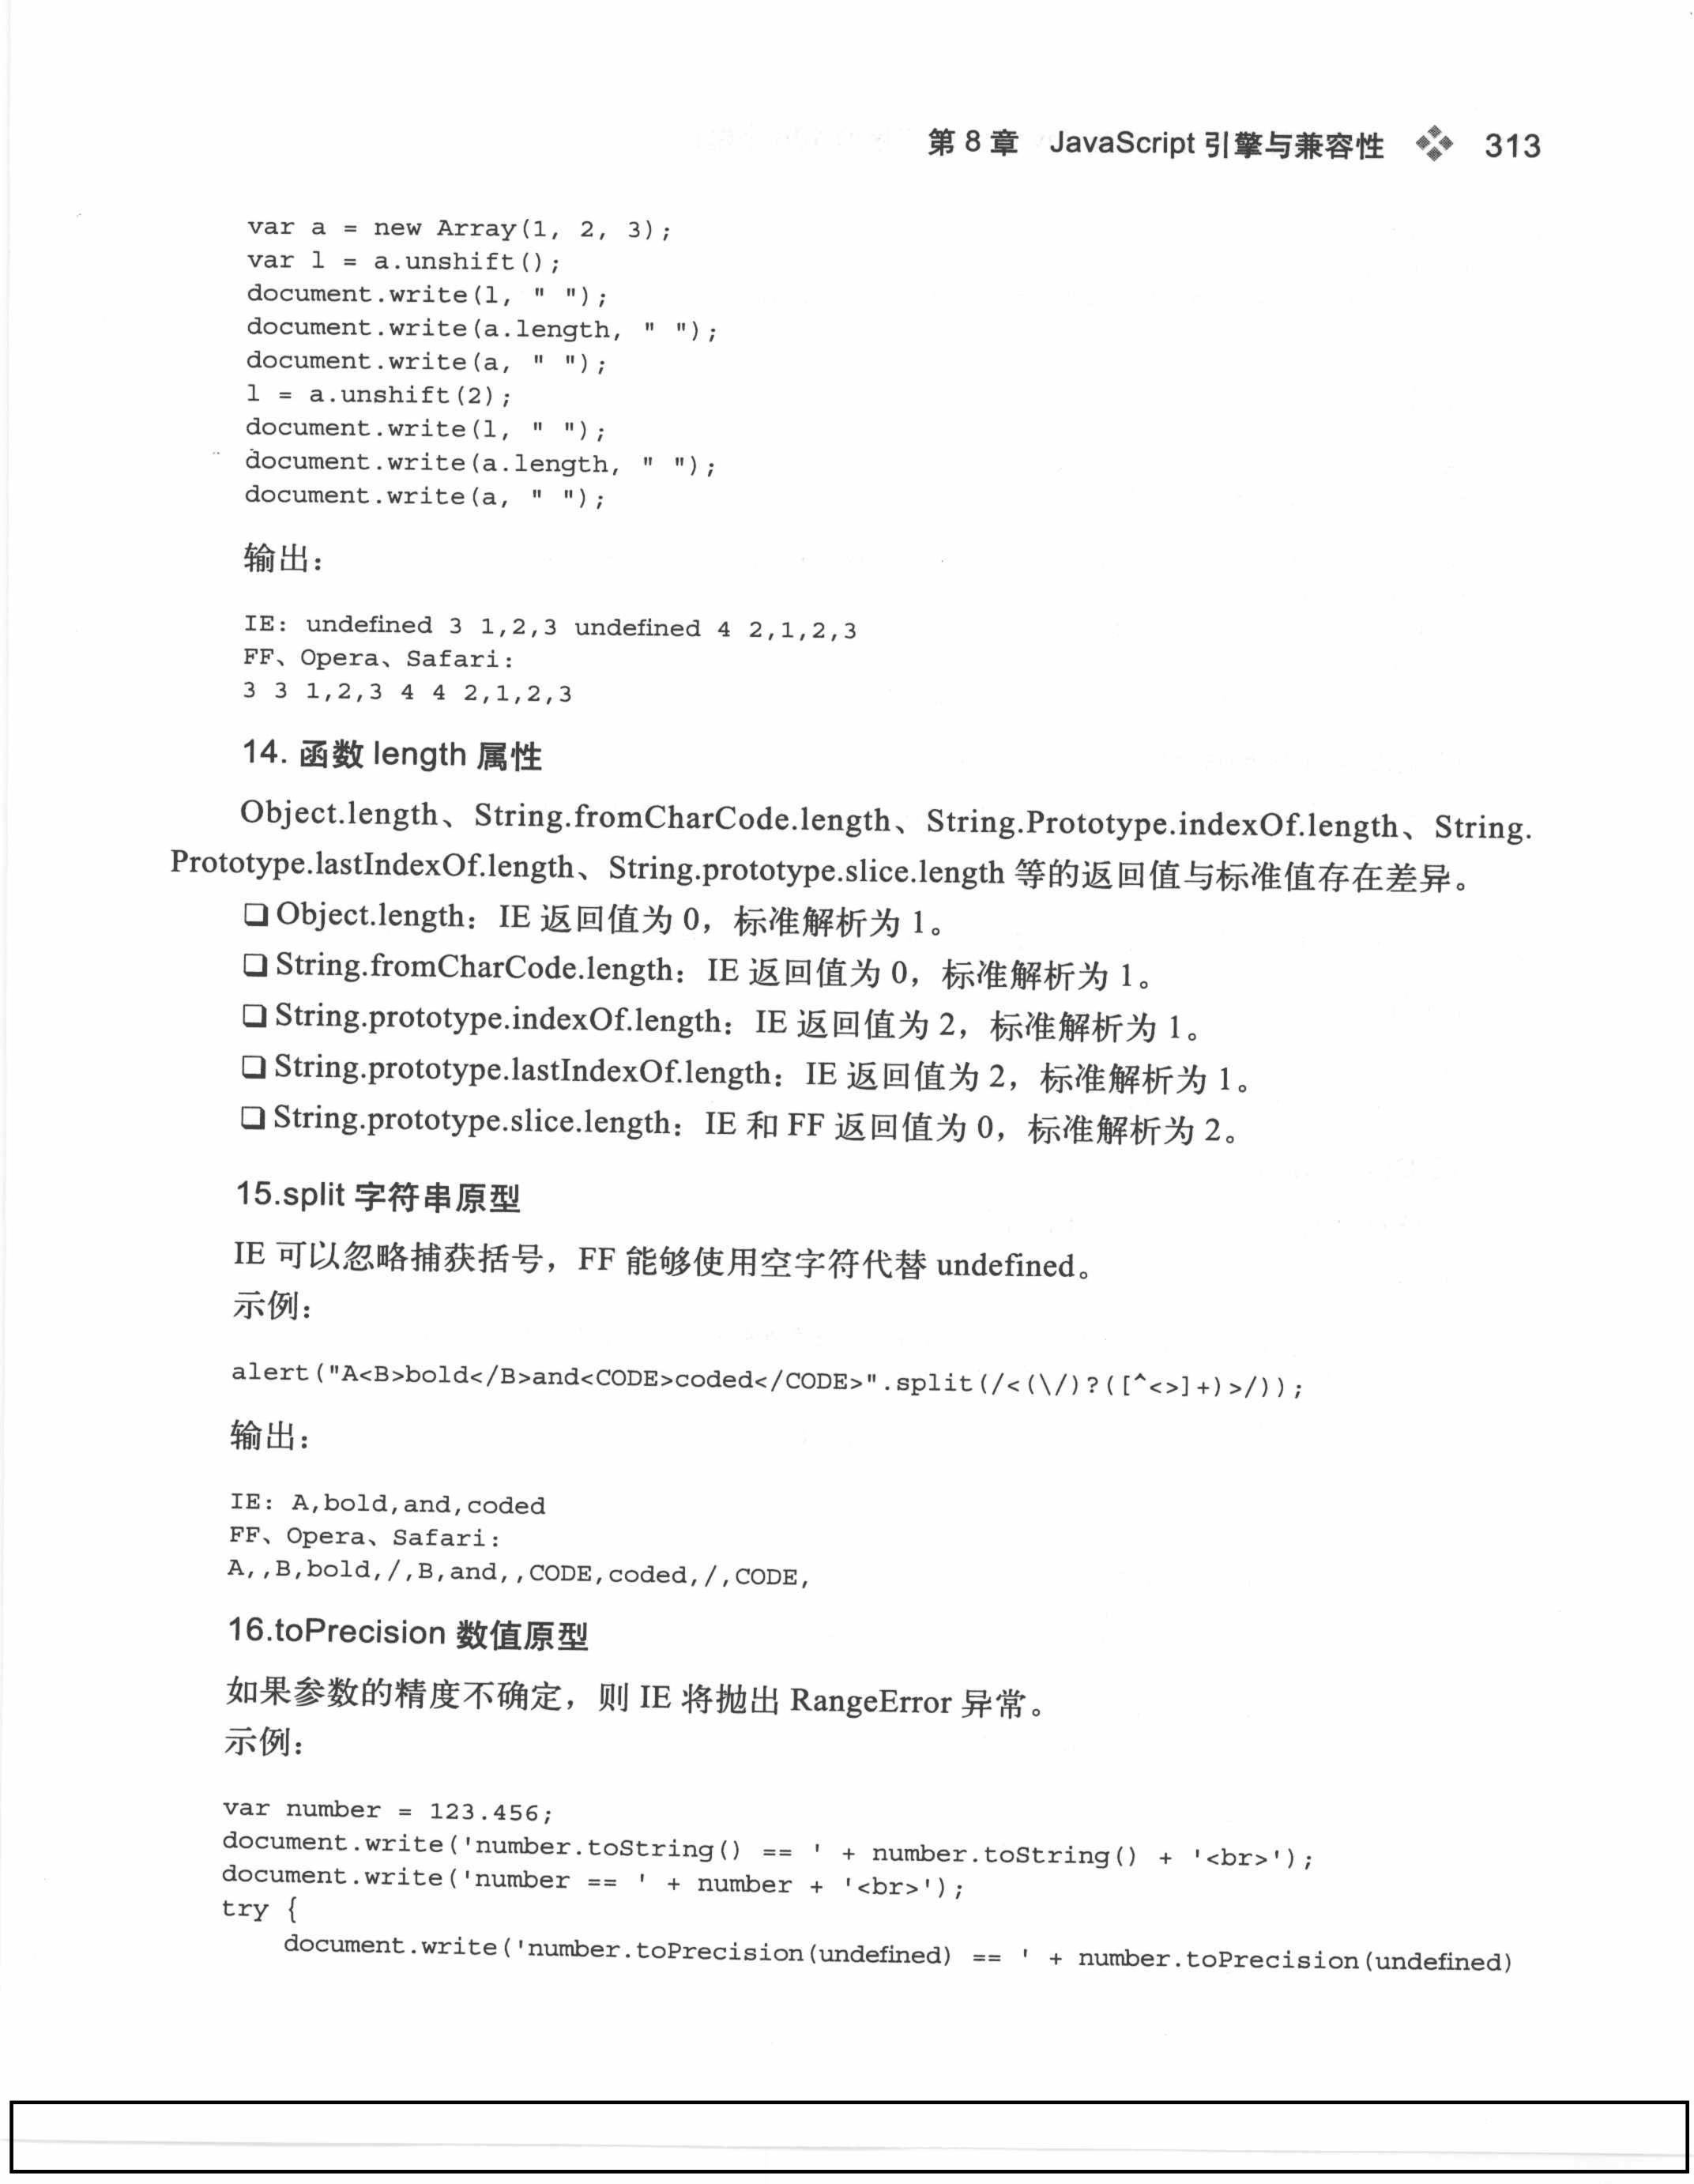 第 8 章 JavaScript 引擎与兼容性 313
var a = new Array(1, 2, 3);
var l = a.unshift();
document.write(l, " ");
document.write(a.length, " ");
document.write(a, " ");
l = a.unshift(2);
document.write(l, " ");
document.write(a.length, " ");
document.write(a, " ");
输出：
IE: undefined 3 1,2,3 undefined 4 2,1,2,3
FF、Opera、Safari:
3 3 1,2,3 4 4 2,1,2,3
14. 函数 length 属性
Object.length、String.fromCharCode.length、String.Prototype.indexOf.length、String.
Prototype.lastIndexOf.length、String.prototype.slice.length 等的返回值与标准值存在差异。
❑ Object.length：IE 返回值为 0，标准解析为 1。
❑ String.fromCharCode.length：IE 返回值为 0，标准解析为 1。
❑ String.prototype.indexOf.length：IE 返回值为 2，标准解析为 1。
❑ String.prototype.lastIndexOf.length：IE 返回值为 2，标准解析为 1。
❑ String.prototype.slice.length：IE 和 FF 返回值为 0，标准解析为 2。
15.split 字符串原型
IE 可以忽略捕获括号，FF 能够使用空字符代替 undefined。
示例：
alert("A<B>bold</B>and<CODE>coded</CODE>".split(/<(\/)?([^<>]+)>/));
输出：
IE: A,bold,and,coded
FF、Opera、Safari:
A,,B,bold,/,B,and,,CODE,coded,/,CODE,
16.toPrecision 数值原型
如果参数的精度不确定，则 IE 将抛出 RangeError 异常。
示例：
var number = 123.456;
document.write('number.toString() == ' + number.toString() + '<br>');
document.write('number == ' + number + '<br>');
try {
    document.write('number.toPrecision(undefined) == ' + number.toPrecision(undefined)